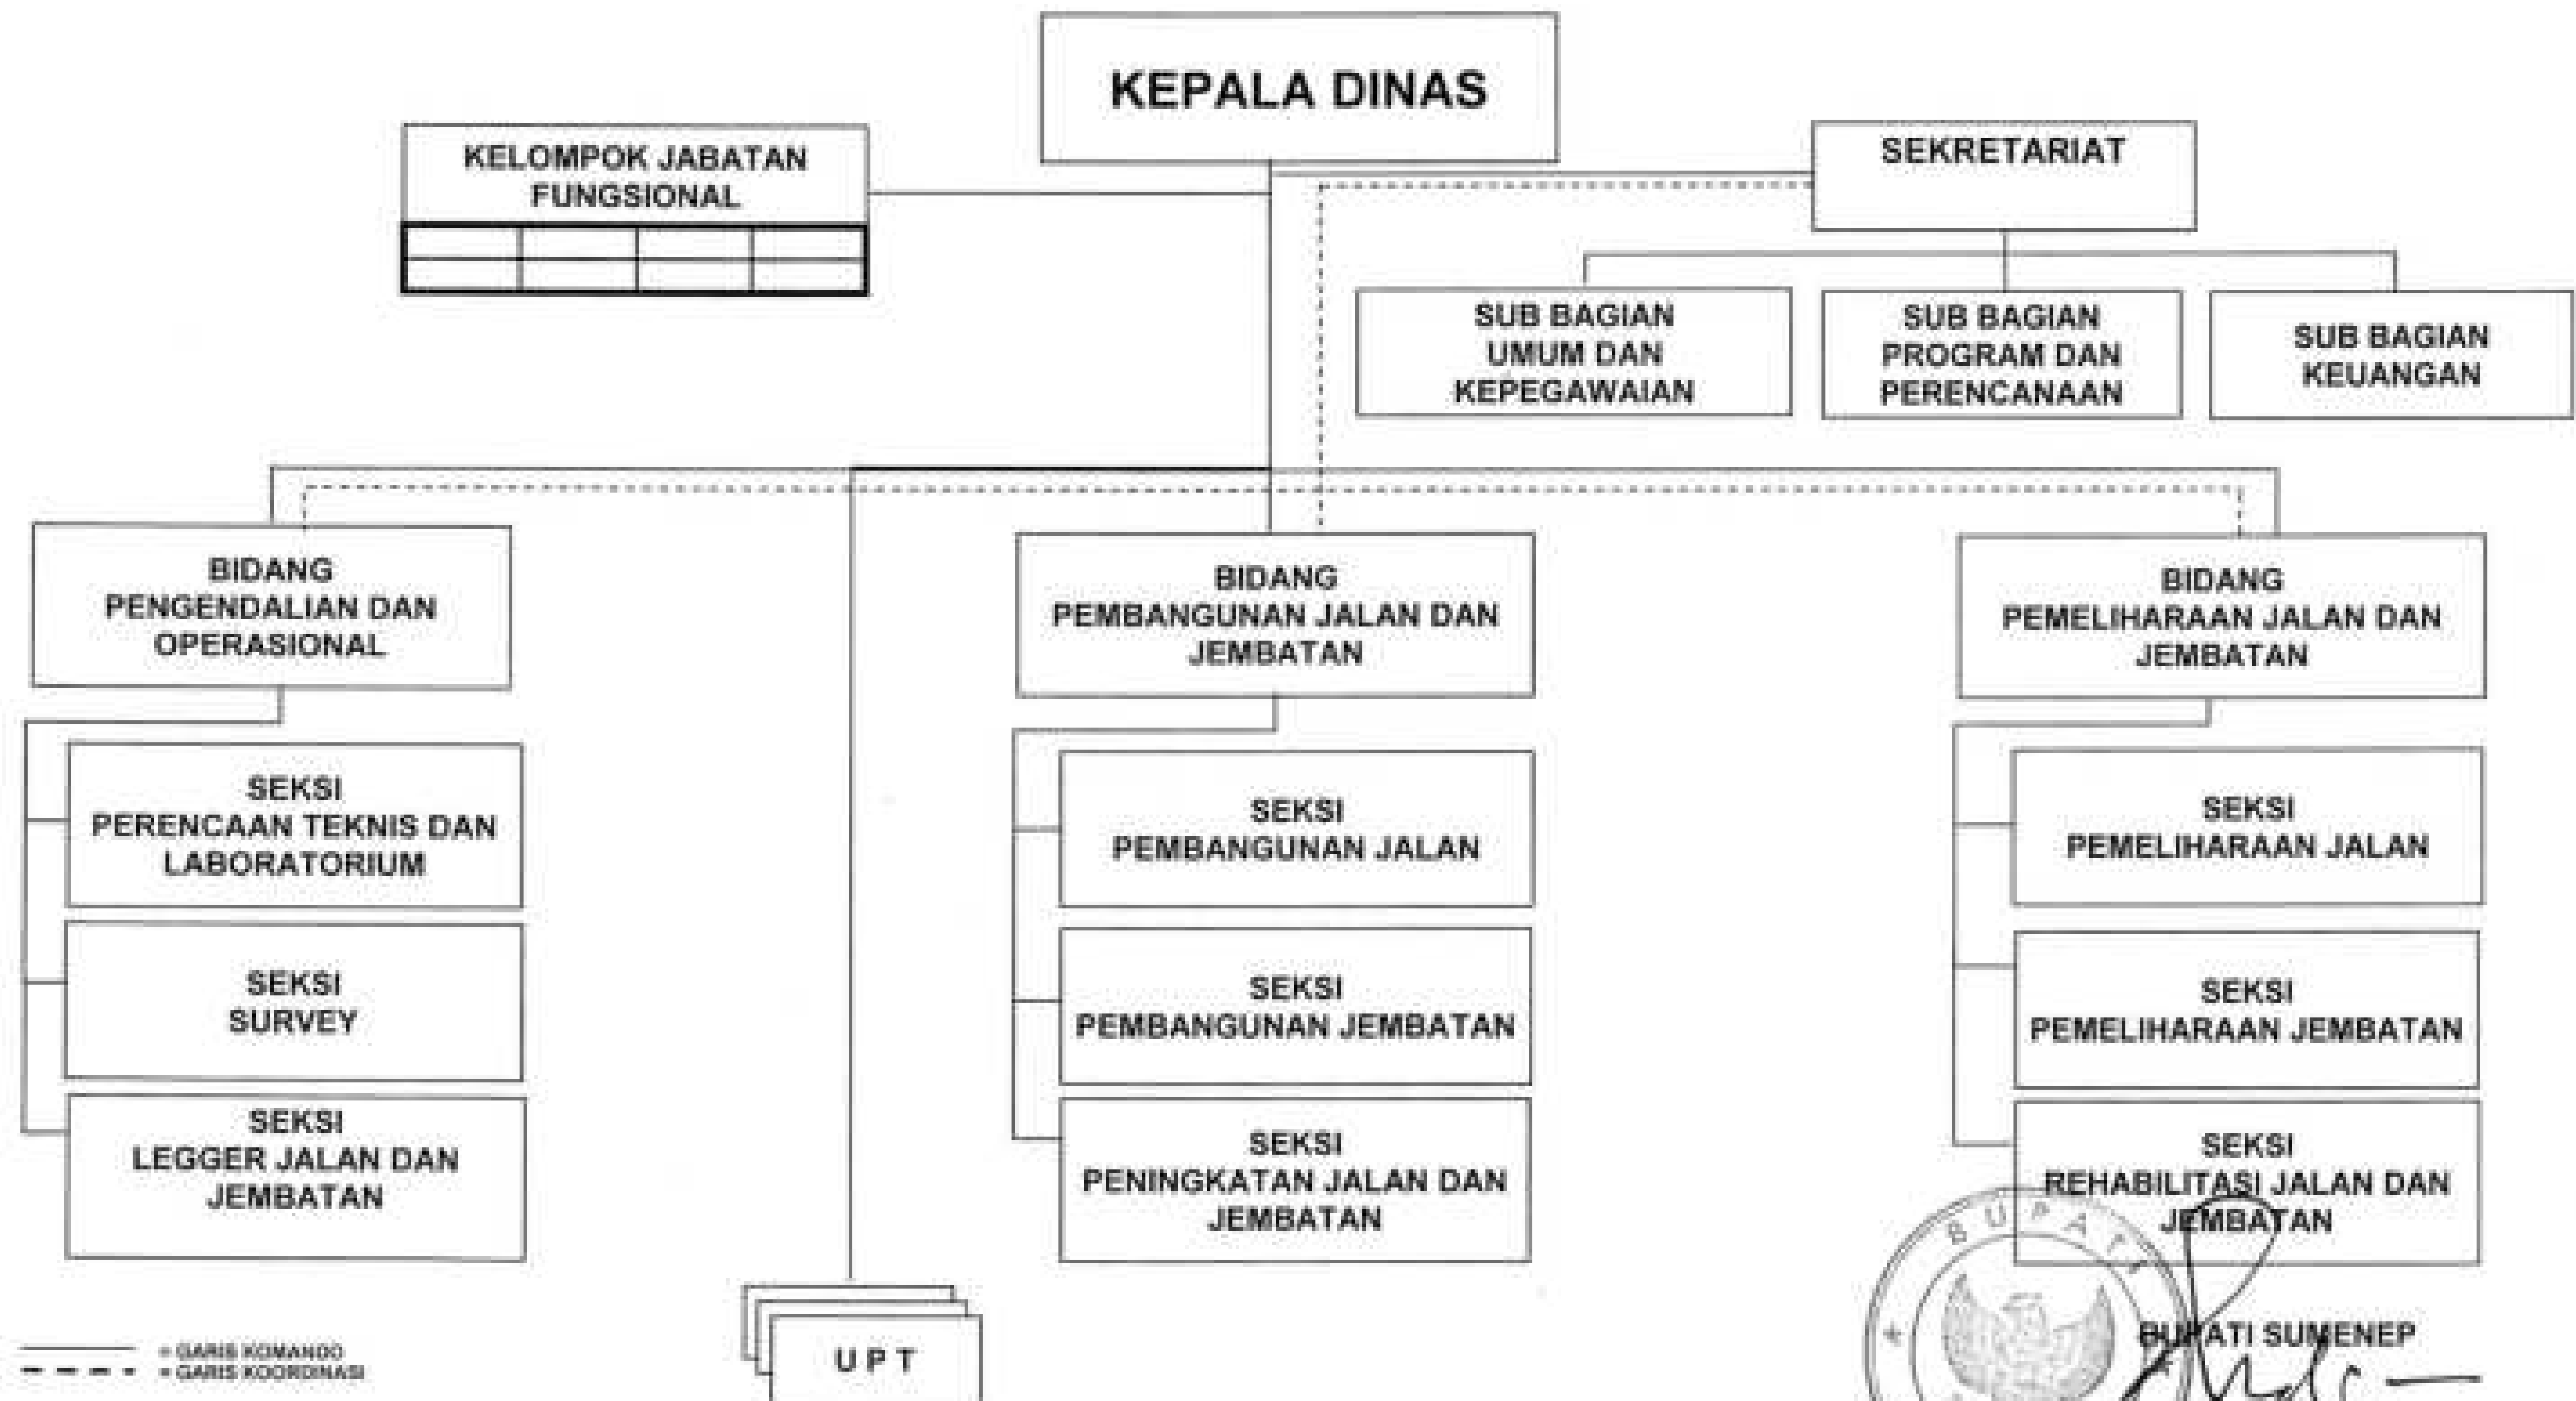 KEPALA DINAS
KELOMPOK JABATAN
FUNGSIONAL
SEKRETARIAT
SUB BAGIAN
UMUM DAN
KEPEGAWAIAN
SUB BAGIAN
PROGRAM DAN
PERENCANAAN
SUB BAGIAN
KEUANGAN
BIDANG
PENGENDALIAN DAN
OPERASIONAL
BIDANG
PEMBANGUNAN JALAN DAN
JEMBATAN
BIDANG
PEMELIHARAAN JALAN DAN
JEMBATAN
SEKSI
PERENCAAN TEKNIS DAN
LABORATORIUM
SEKSI
SURVEY
SEKSI
LEGGER JALAN DAN
JEMBATAN
SEKSI
PEMBANGUNAN JALAN
SEKSI
PEMBANGUNAN JEMBATAN
SEKSI
PENINGKATAN JALAN DAN
JEMBATAN
SEKSI
PEMELIHARAAN JALAN
SEKSI
PEMELIHARAAN JEMBATAN
SEKSI
REHABILITASI JALAN DAN
JEMBATAN
U P T
= GARIS KOMANDO
= GARIS KOORDINASI
BUPATI
BUPATI SUMENEP